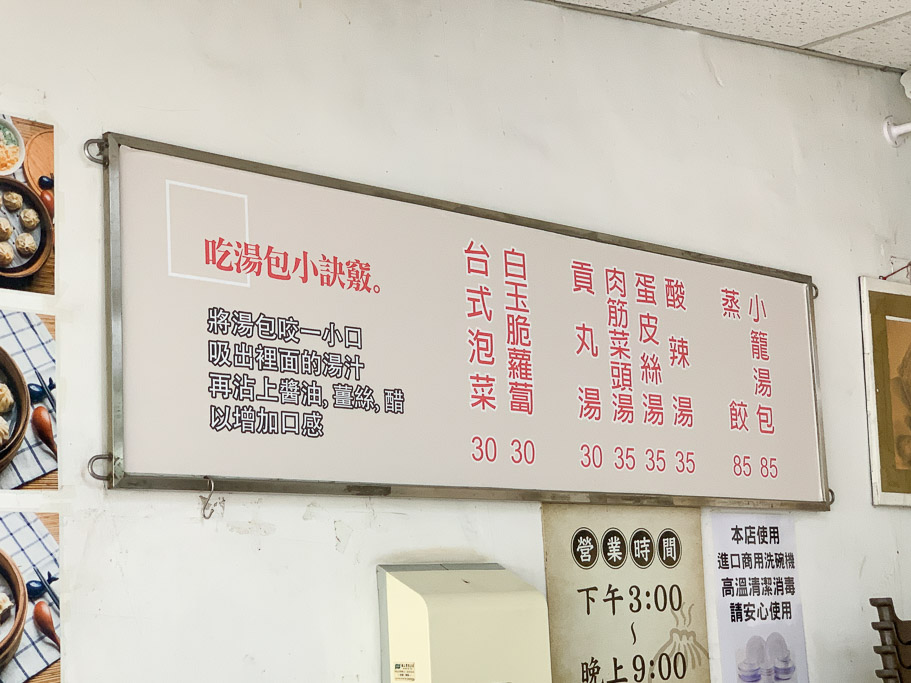 吃湯包小訣竅。
將湯包咬一小口
吸出裡面的湯汁
再沾上醬油,薑絲,醋
以增加口感
小籠湯包 85
蒸餃 85
酸辣湯 35
蛋皮絲湯 35
肉筋菜頭湯 35
貢丸湯 30
白玉脆蘿蔔 30
台式泡菜 30
營業時間
下午3:00
~
晚上9:00
本店使用
進口商用洗碗機
高溫清潔消毒
請安心使用